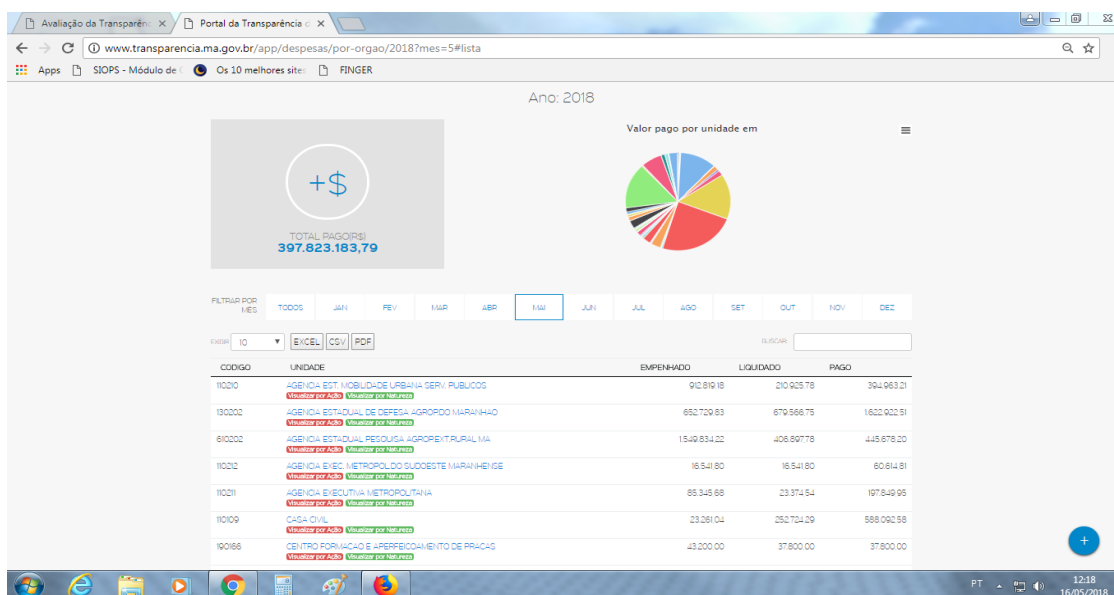 Avaliação da Transparênc
Portal da Transparência d
www.transparencia.ma.gov.br/app/despesas/por-orgao/2018?mes=5#lista
Apps SIOPS - Módulo de Os 10 melhores sites FINGER
Ano: 2018
Valor pago por unidade em
+$
TOTAL PAGO(R$)
397.823.183,79
FILTRAR POR MES TODOS JAN FEV MAR ABR MAI JUN JUL AGO SET OUT NOV DEZ
EXIBIR 10 EXCEL CSV PDF BUSCAR:
CODIGO UNIDADE EMPENHADO LIQUIDADO PAGO
110210 AGENCIA EST. MOBILIDADE URBANA SERV. PUBLICOS 912.819,18 210.925,78 394.963,21
Visualizar por Ação Visualizar por Natureza
130202 AGENCIA ESTADUAL DE DEFESA AGROP.DO MARANHAO 652.729,83 679.566,75 1.622.922,51
Visualizar por Ação Visualizar por Natureza
610202 AGENCIA ESTADUAL PESQUISA AGROP.EXT.RURAL MA 1.549.834,22 406.897,78 445.678,20
Visualizar por Ação Visualizar por Natureza
110212 AGENCIA EXEC. METROPOL.DO SUDOESTE MARANHENSE 16.541,80 16.541,80 60.614,81
Visualizar por Ação Visualizar por Natureza
110211 AGENCIA EXECUTIVA METROPOLITANA 85.345,68 23.374,54 197.849,95
Visualizar por Ação Visualizar por Natureza
110109 CASA CIVIL 23.261,04 252.724,29 588.092,58
Visualizar por Ação Visualizar por Natureza
190166 CENTRO FORMACAO E APERFEICOAMENTO DE PRACAS 43.200,00 37.800,00 37.800,00
Visualizar por Ação Visualizar por Natureza
+
PT 12:18
16/05/2018